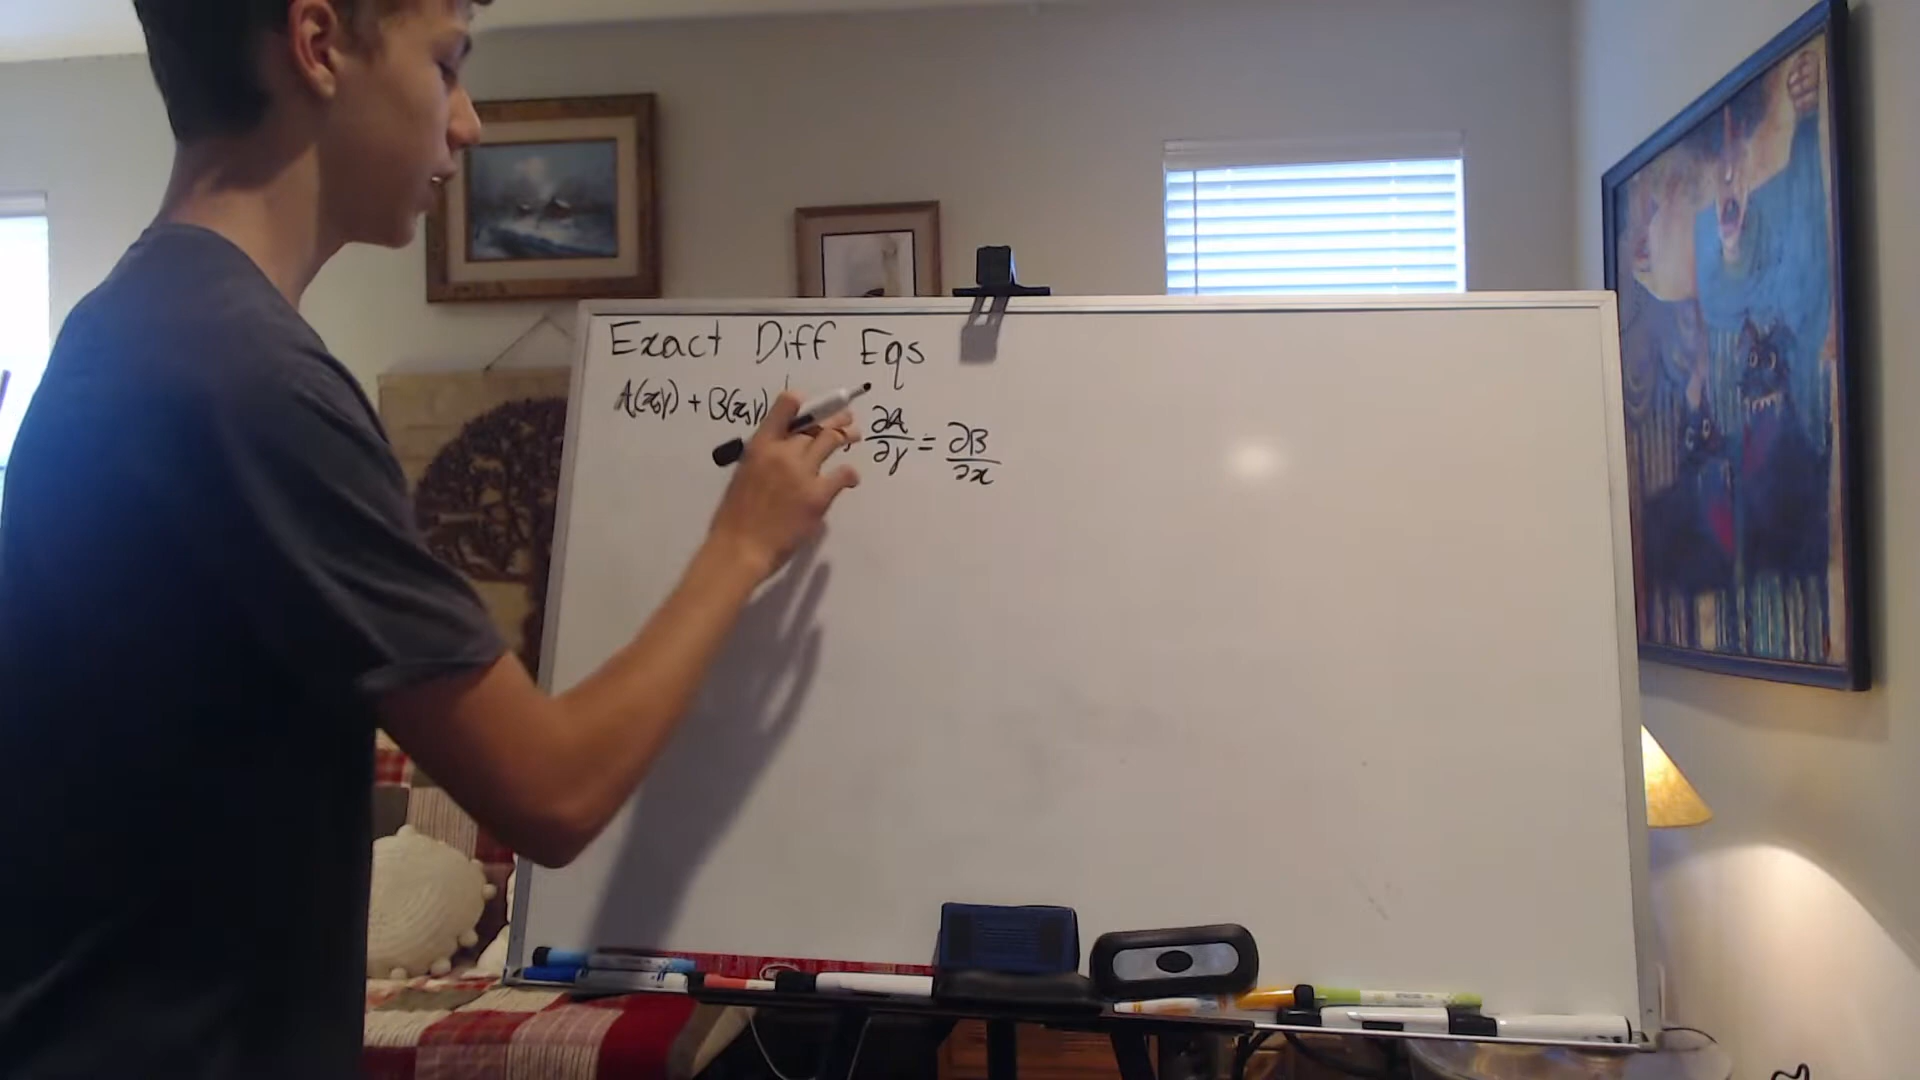 Exact Diff Eqs
A(x,y) + B(x,y)
∂A/∂y = ∂B/∂x